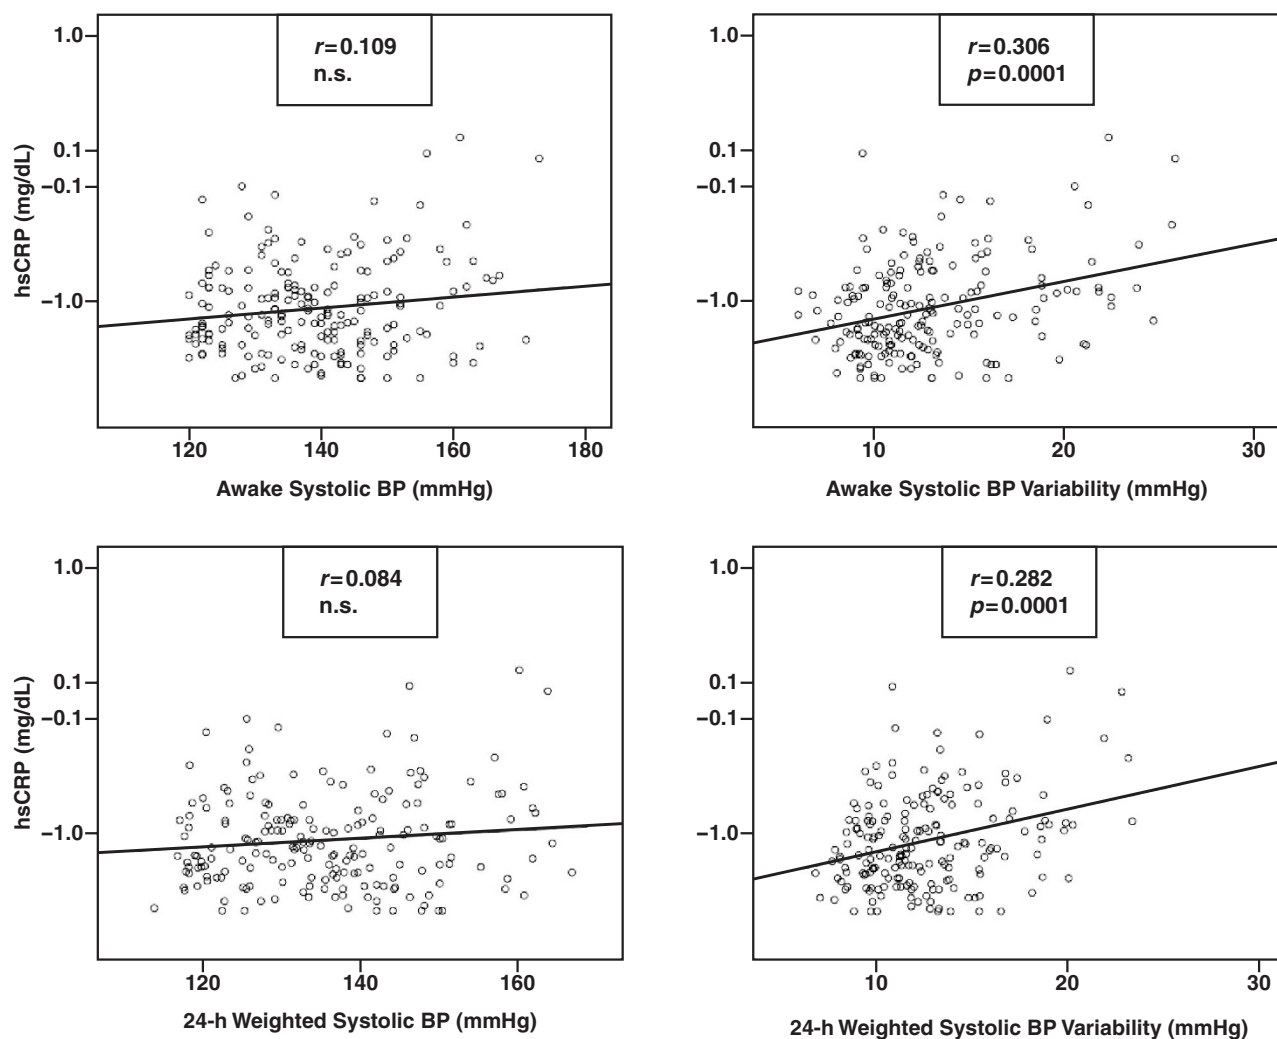 r=0.109
n.s.
1.0
0.1
−0.1
−1.0
hsCRP (mg/dL)
120
140
160
180
Awake Systolic BP (mmHg)
r=0.306
p=0.0001
1.0
0.1
−0.1
−1.0
10
20
30
Awake Systolic BP Variability (mmHg)
r=0.084
n.s.
1.0
0.1
−0.1
−1.0
hsCRP (mg/dL)
120
140
160
24-h Weighted Systolic BP (mmHg)
r=0.282
p=0.0001
1.0
0.1
−0.1
−1.0
10
20
30
24-h Weighted Systolic BP Variability (mmHg)